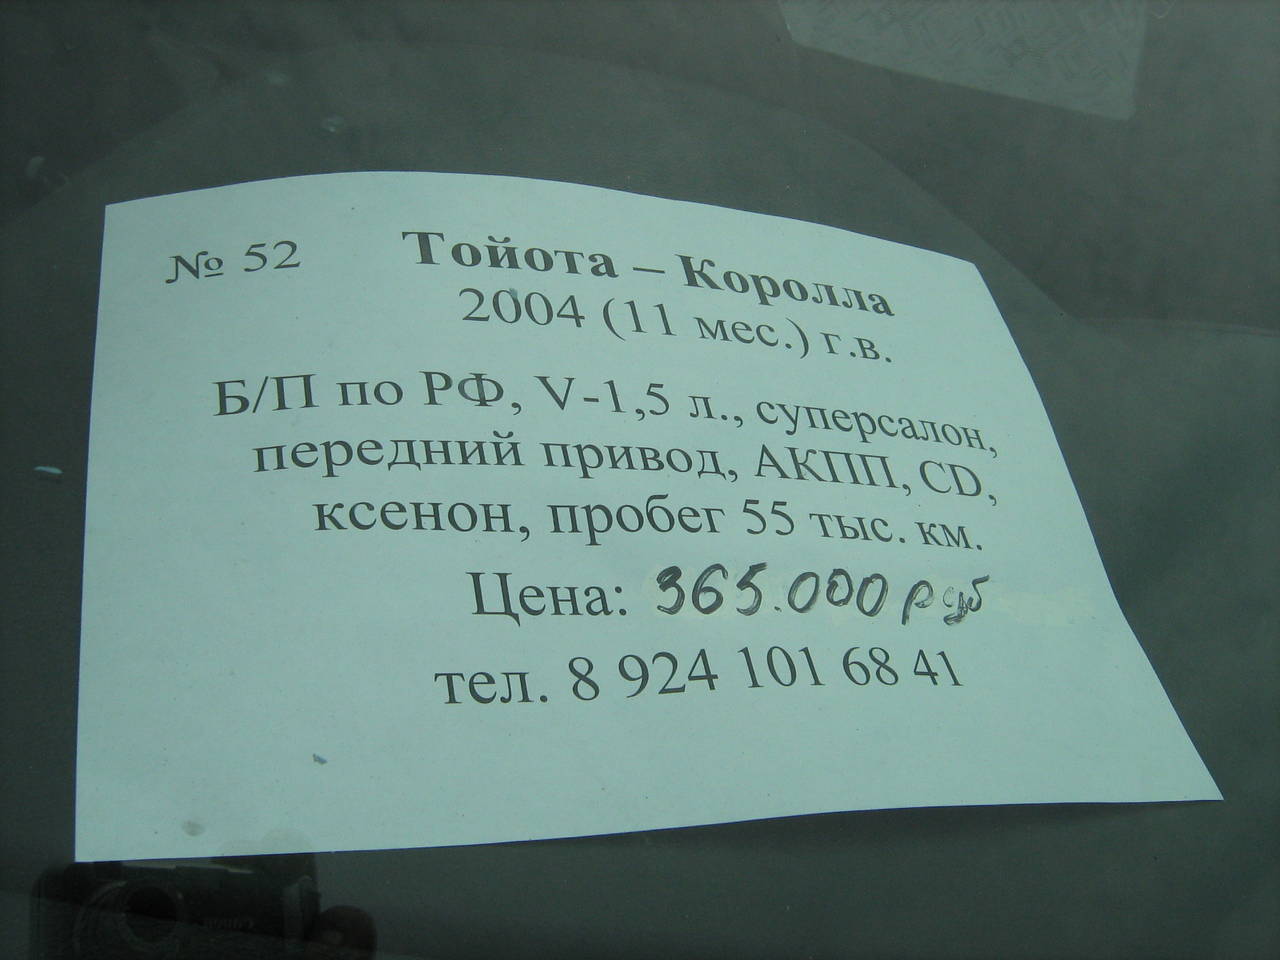 № 52 Тойота – Королла
2004 (11 мес.) г.в.
Б/П по РФ, V-1,5 л., суперсалон,
передний привод, АКПП, CD,
ксенон, пробег 55 тыс. км.
Цена: 365.000 руб
тел. 8 924 101 68 41